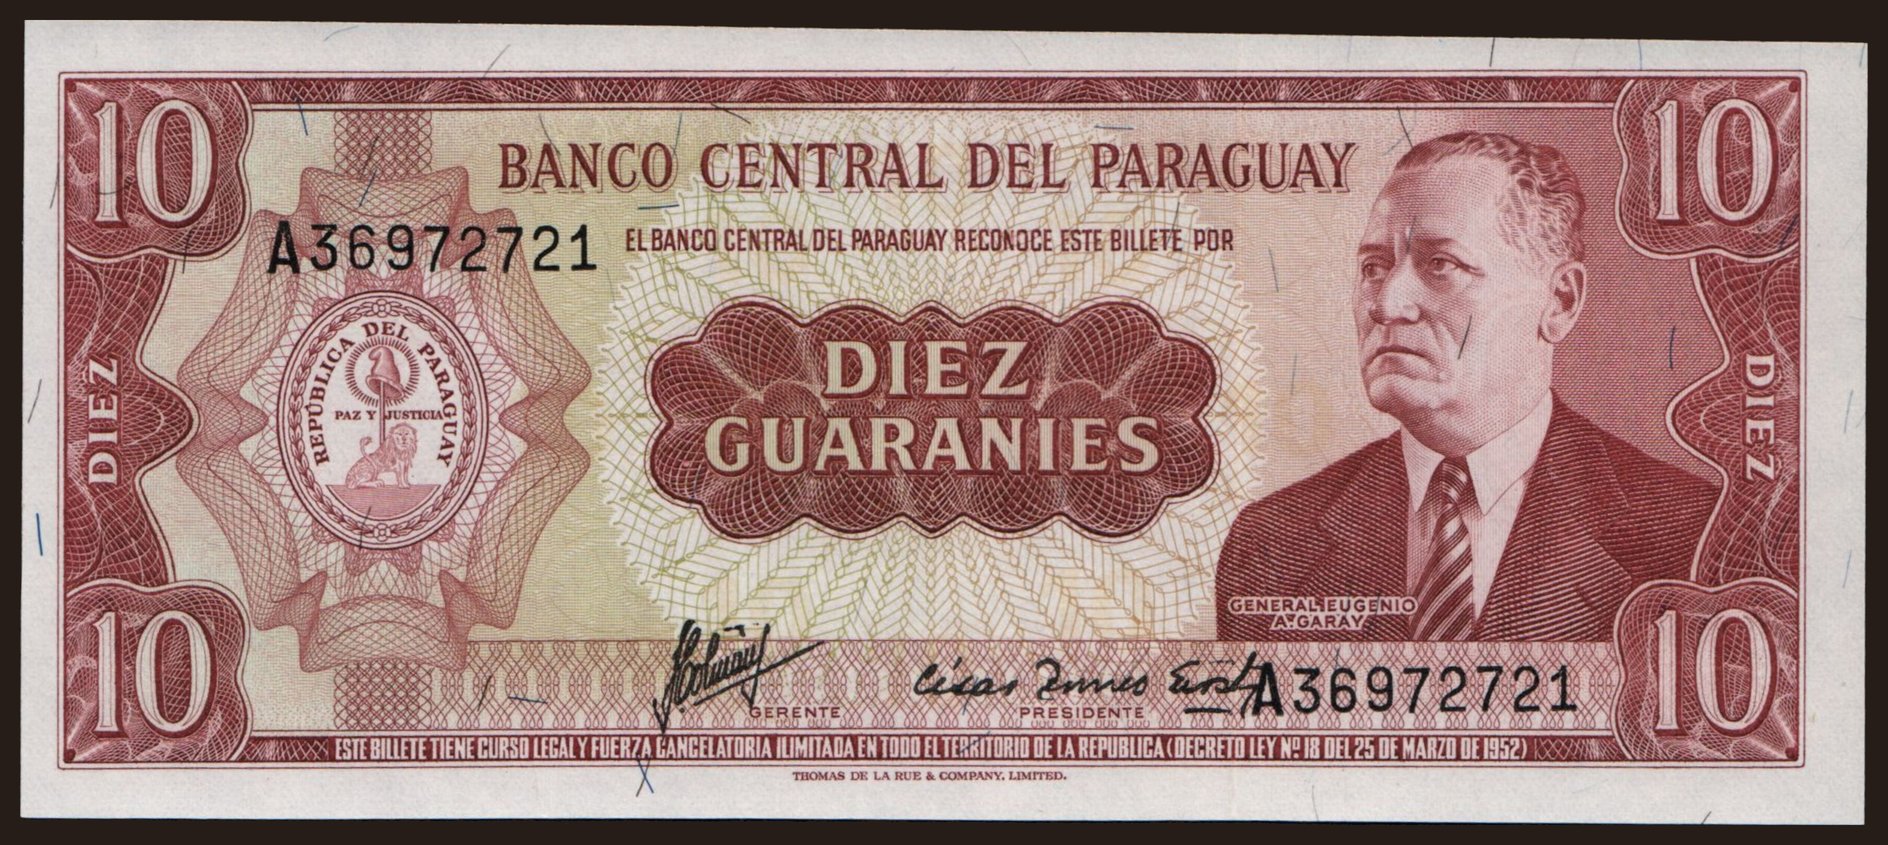 10
10
BANCO CENTRAL DEL PARAGUAY
A36972721
EL BANCO CENTRAL DEL PARAGUAY RECONOCE ESTE BILLETE POR
REPÚBLICA DEL PARAGUAY
PAZ Y JUSTICIA
DIEZ
DIEZ
GUARANIES
DIEZ
GENERAL EUGENIO
A. GARAY
10
10
A36972721
GERENTE
PRESIDENTE
ESTE BILLETE TIENE CURSO LEGAL Y FUERZA CANCELATORIA ILIMITADA EN TODO EL TERRITORIO DE LA REPUBLICA (DECRETO LEY Nº 18 DEL 25 DE MARZO DE 1952)
THOMAS DE LA RUE & COMPANY, LIMITED.